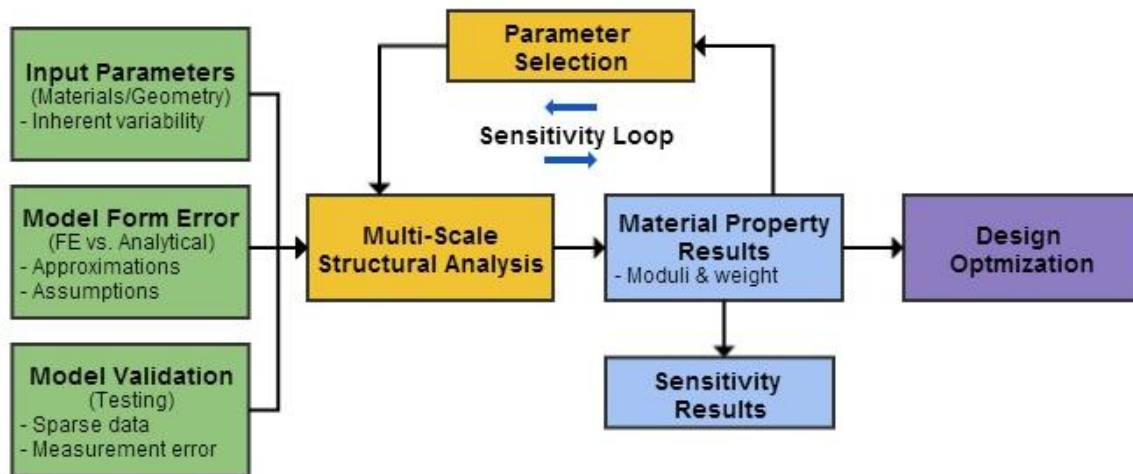 Input Parameters
(Materials/Geometry)
- Inherent variability
Model Form Error
(FE vs. Analytical)
- Approximations
- Assumptions
Model Validation
(Testing)
- Sparse data
- Measurement error
Parameter
Selection
Sensitivity Loop
Multi-Scale
Structural Analysis
Material Property
Results
- Moduli & weight
Sensitivity
Results
Design
Optmization